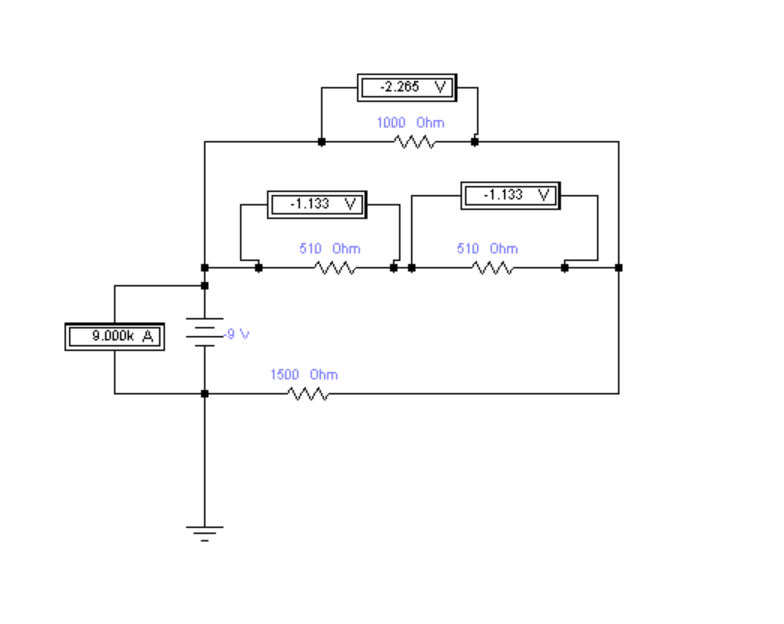 -2.265 V
1000 Ohm
-1.133 V
-1.133 V
510 Ohm
510 Ohm
9.000k A
-9 V
1500 Ohm